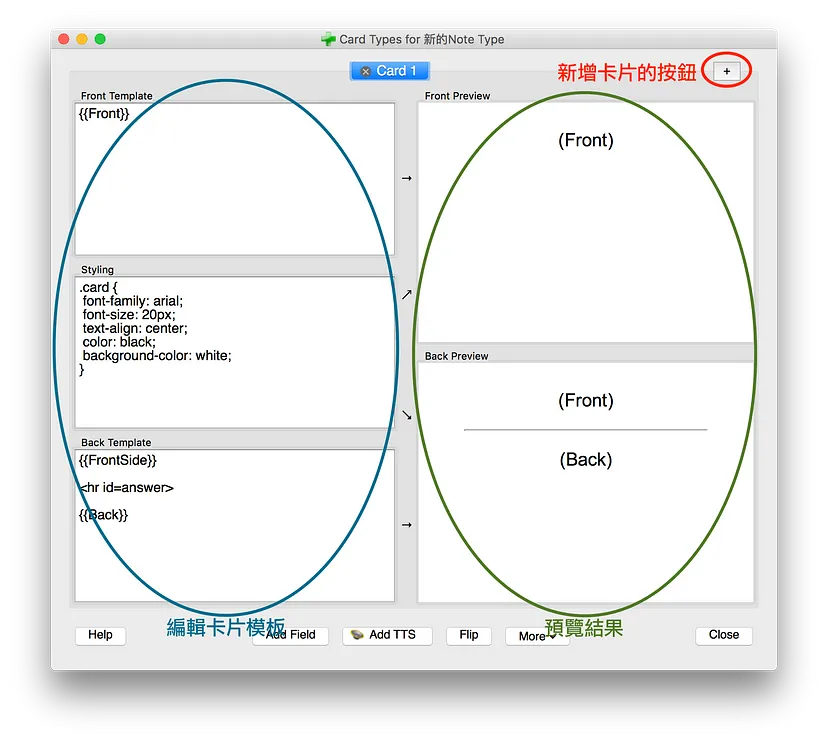 Card Types for 新的Note Type
Card 1
新增卡片的按鈕
+
Front Template
{{Front}}
Front Preview
(Front)
→
Styling
.card {
font-family: arial;
font-size: 20px;
text-align: center;
color: black;
background-color: white;
}
↗
Back Preview
(Front)
(Back)
↘
Back Template
{{FrontSide}}
<hr id=answer>
{{Back}}
→
編輯卡片模板
預覽結果
Help
Add Field
Add TTS
Flip
More
Close